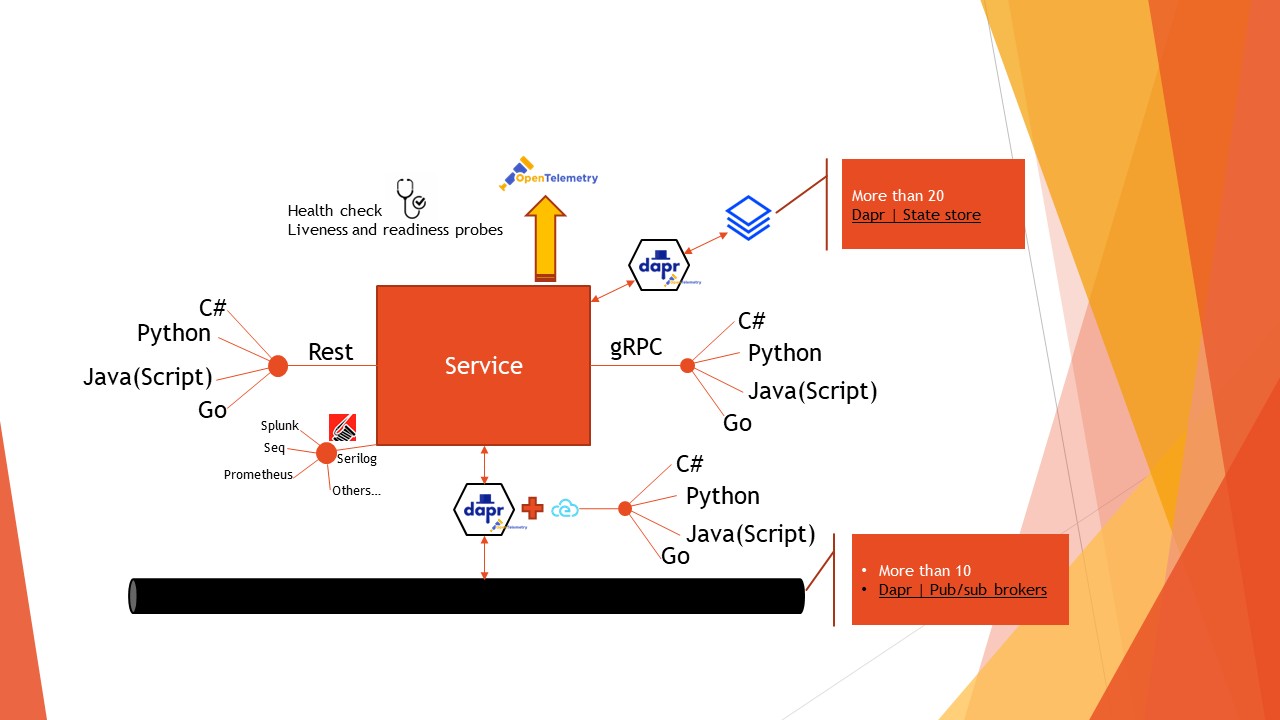 OpenTelemetry
Health check
Liveness and readiness probes
More than 20
Dapr | State store
dapr
OpenTelemetry
C#
Python
Java(Script)
Go
Rest
Service
gRPC
C#
Python
Java(Script)
Go
Splunk
Seq
Prometheus
Serilog
Others...
dapr
OpenTelemetry
C#
Python
Java(Script)
Go
• More than 10
• Dapr | Pub/sub brokers